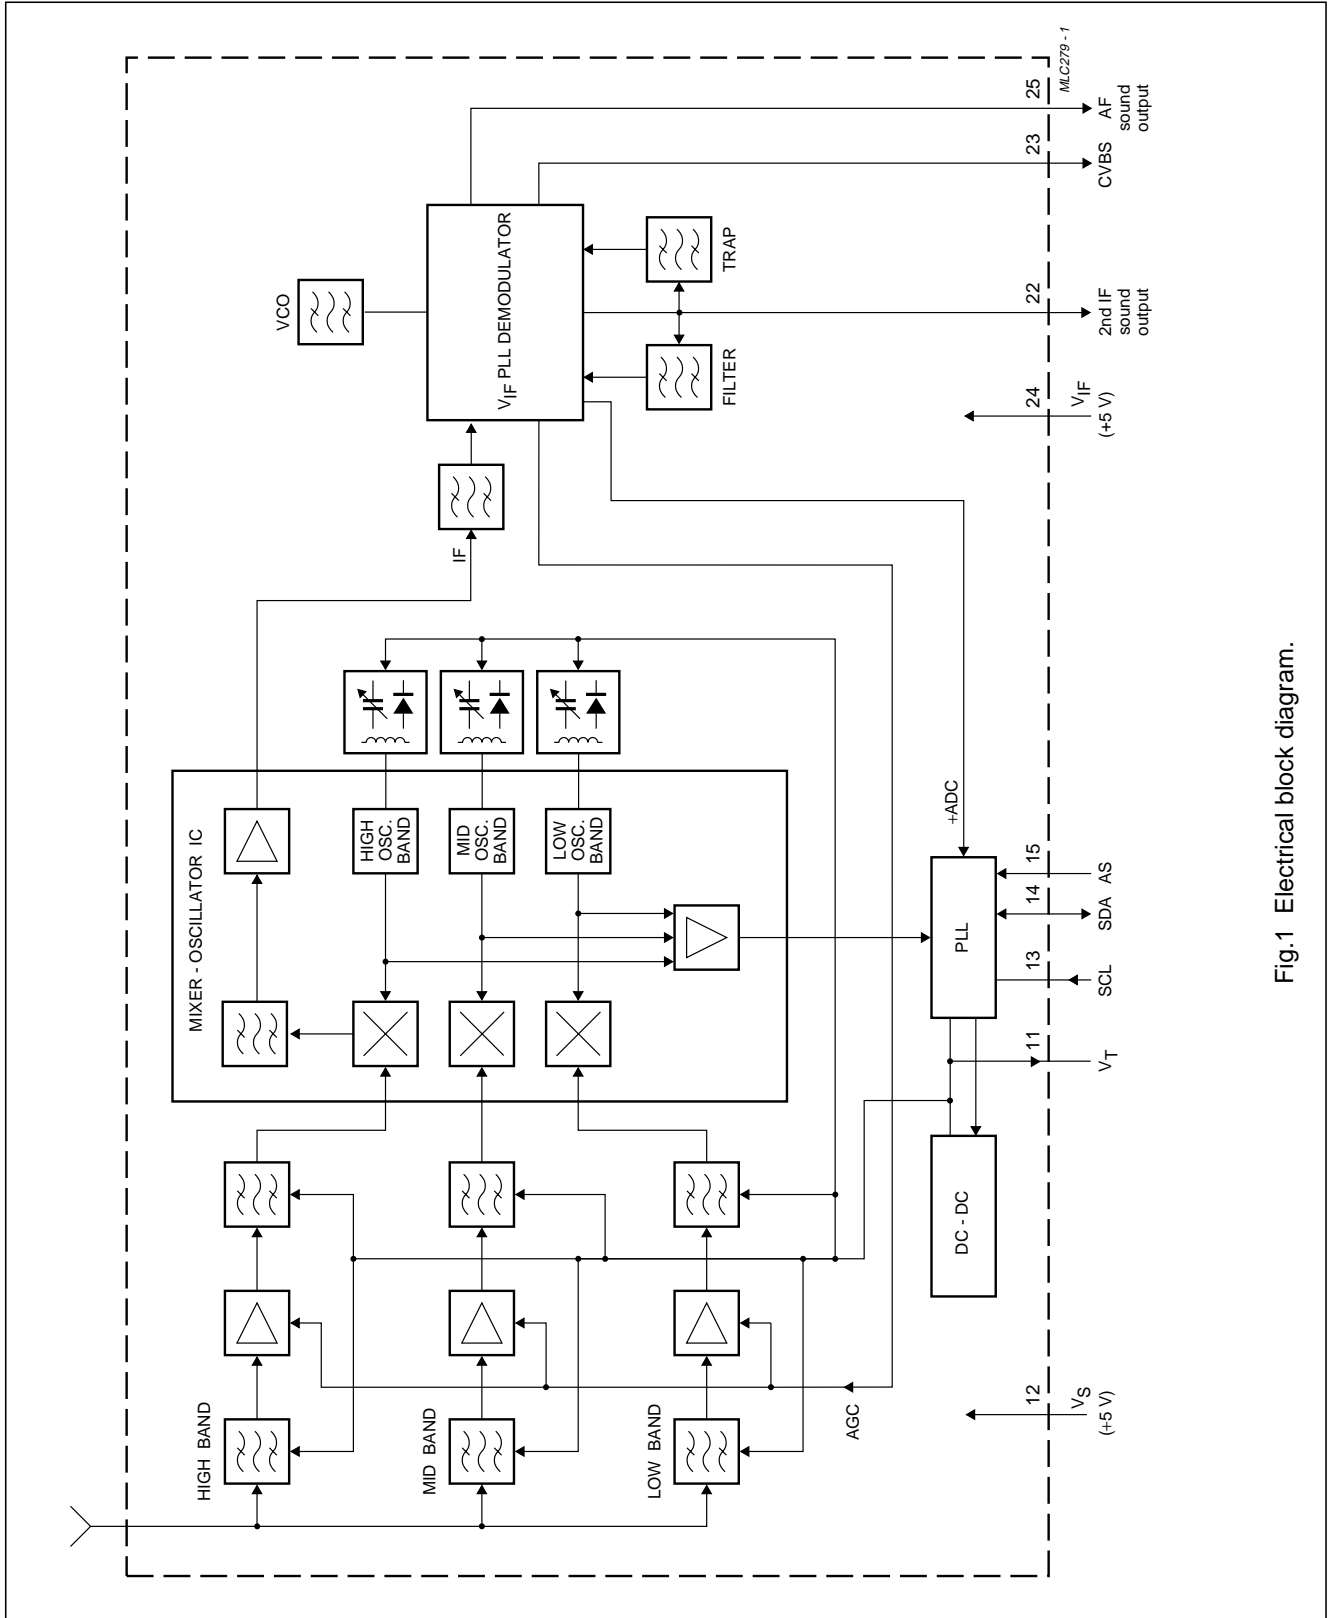 HIGH BAND
MID BAND
LOW BAND
AGC
12
VS
(+5 V)
MIXER - OSCILLATOR IC
HIGH
OSC.
BAND
MID
OSC.
BAND
LOW
OSC.
BAND
DC - DC
PLL
+ADC
11
VT
13
SCL
14
SDA
15
AS
IF
VCO
VIF PLL DEMODULATOR
FILTER
TRAP
24
VIF
(+5 V)
22
2nd IF
sound
output
23
CVBS
25
AF
sound
output
MLC279 - 1
Fig.1 Electrical block diagram.